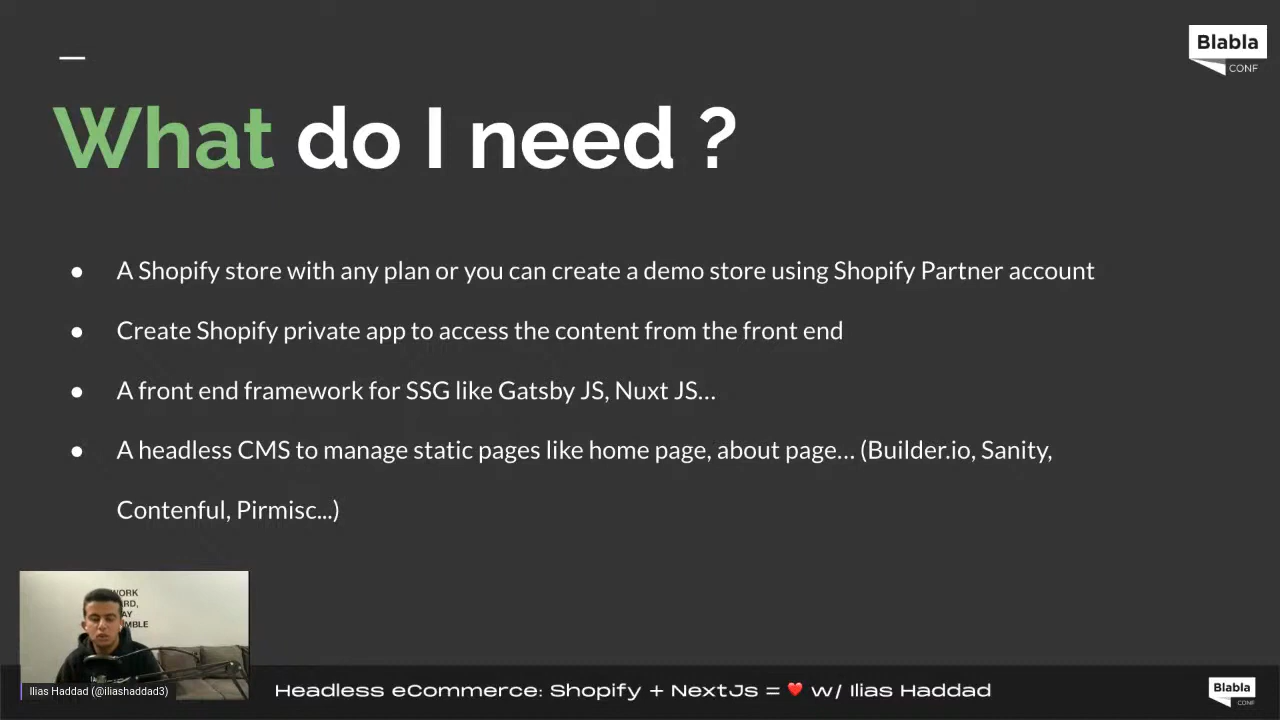 Blabla
CONF
What do I need ?
● A Shopify store with any plan or you can create a demo store using Shopify Partner account
● Create Shopify private app to access the content from the front end
● A front end framework for SSG like Gatsby JS, Nuxt JS...
● A headless CMS to manage static pages like home page, about page... (Builder.io, Sanity,
Contenful, Pirmisc...)
WORK
ARD,
AY
MBLE
Ilias Haddad (@iliashaddad3)
Headless eCommerce: Shopify + NextJs = ❤️ w/ Ilias Haddad
Blabla
CONF